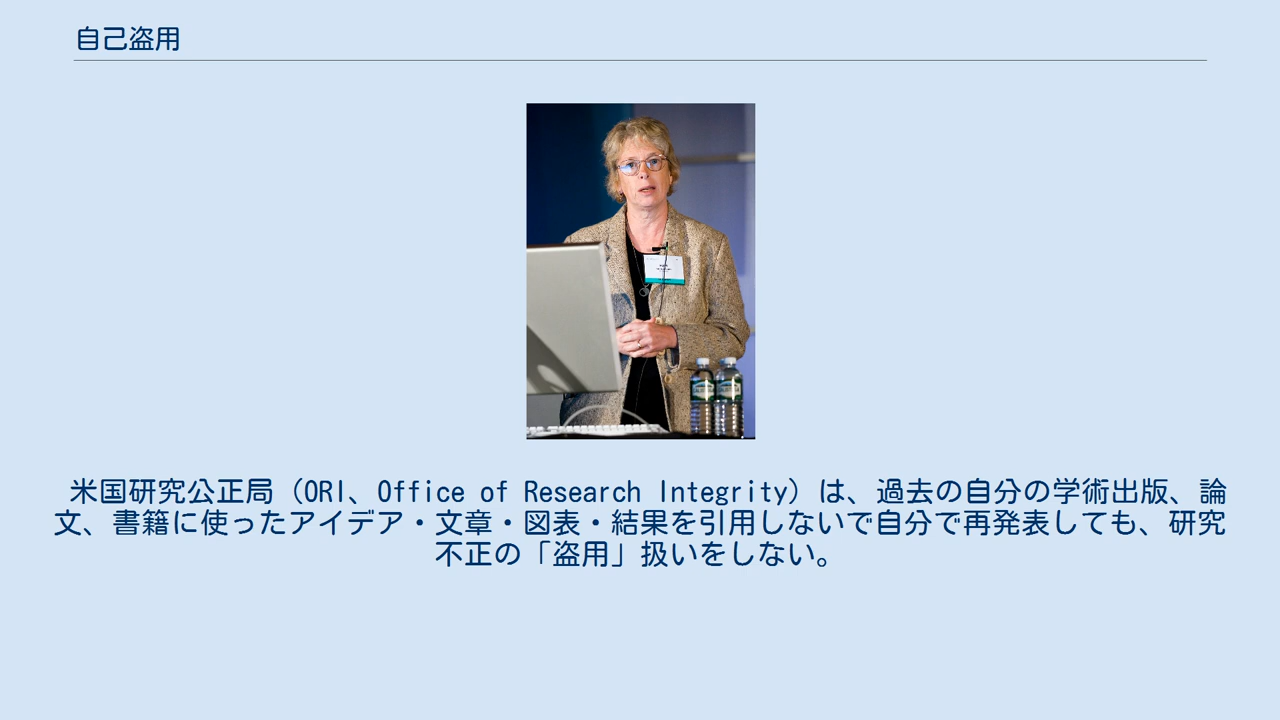 自己盗用
米国研究公正局（ORI、Office of Research Integrity）は、過去の自分の学術出版、論
文、書籍に使ったアイデア・文章・図表・結果を引用しないで自分で再発表しても、研究
不正の「盗用」扱いをしない。